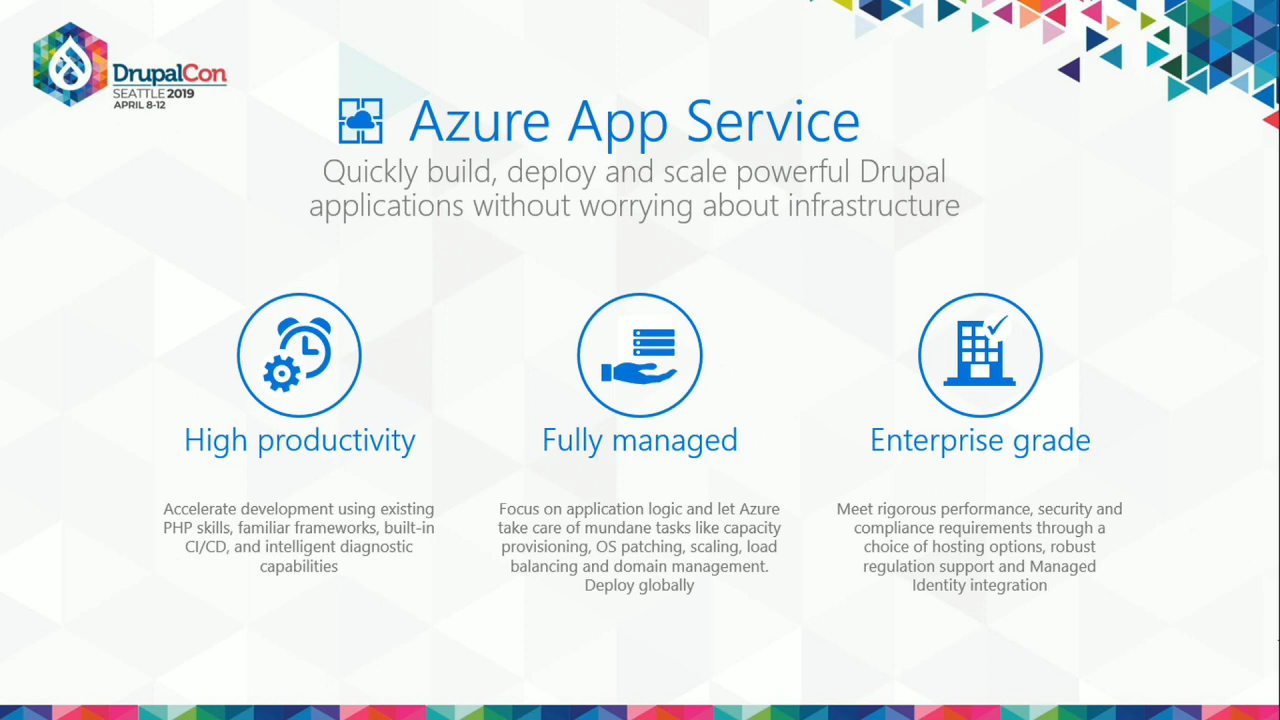 DrupalCon
SEATTLE 2019
APRIL 8-12
Azure App Service
Quickly build, deploy and scale powerful Drupal
applications without worrying about infrastructure
High productivity
Accelerate development using existing
PHP skills, familiar frameworks, built-in
CI/CD, and intelligent diagnostic
capabilities
Fully managed
Focus on application logic and let Azure
take care of mundane tasks like capacity
provisioning, OS patching, scaling, load
balancing and domain management.
Deploy globally
Enterprise grade
Meet rigorous performance, security and
compliance requirements through a
choice of hosting options, robust
regulation support and Managed
Identity integration